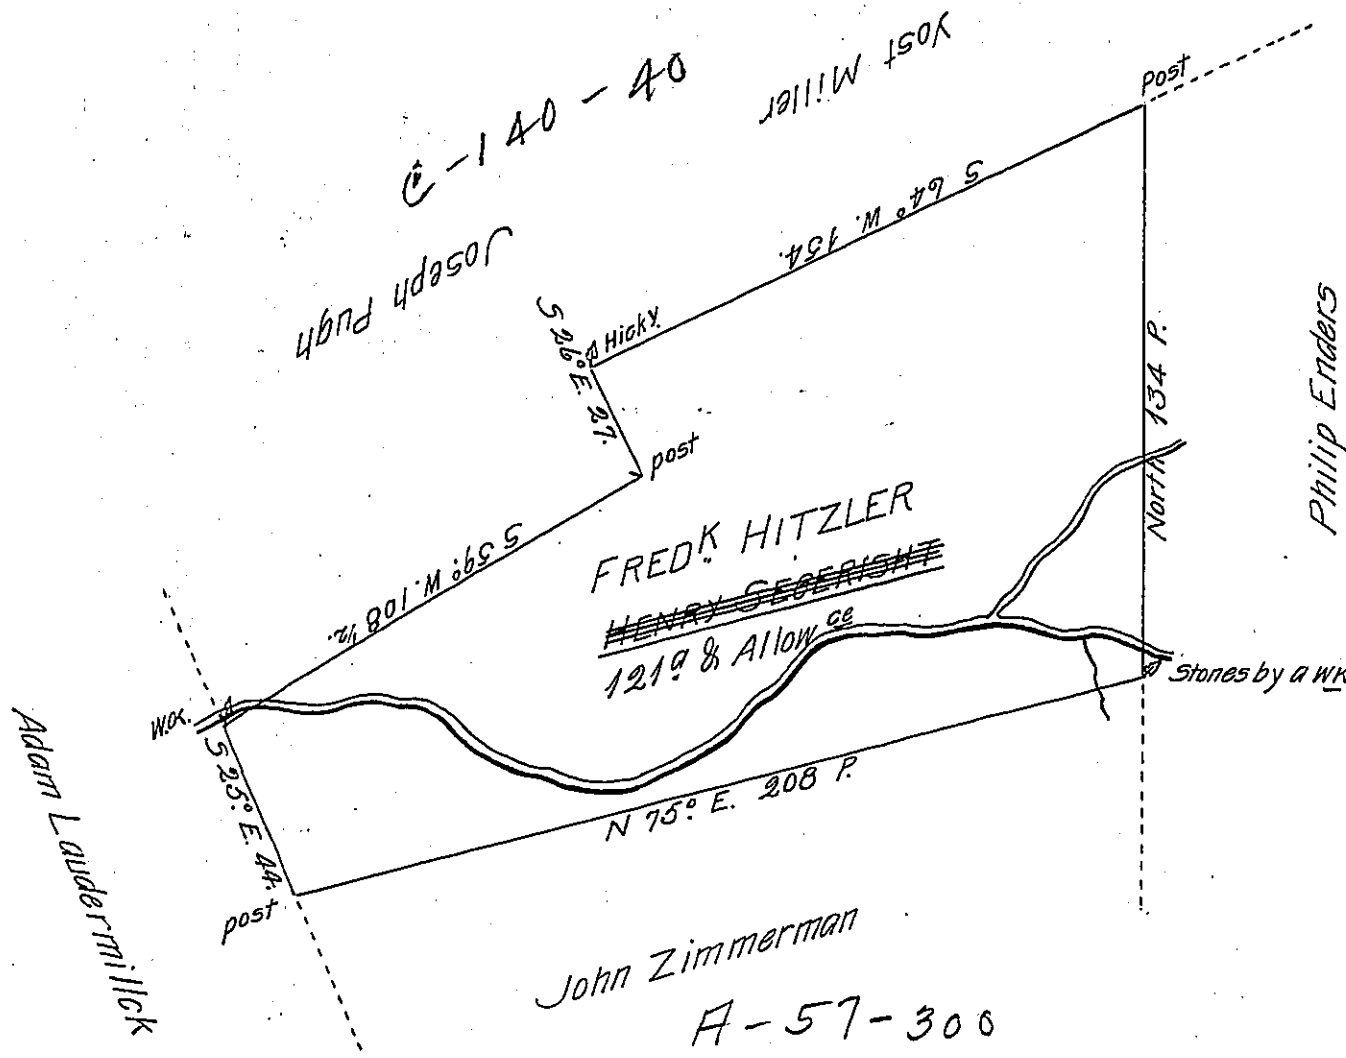 C-140-40
Yost Miller
Joseph Pugh
Post
S 64° W. 154.
Hicky.
S 26° E. 27.
post
S 59° W. 108 1/2.
North 134 P.
Philip Enders
FREDK HITZLER
HENRY SEGERISHT
121a & Allowce
W.O.
S 25° E. 44.
Stones by a WK
N 75° E. 208 P.
post
Adam Laudermillck
John Zimmerman
A-57-300